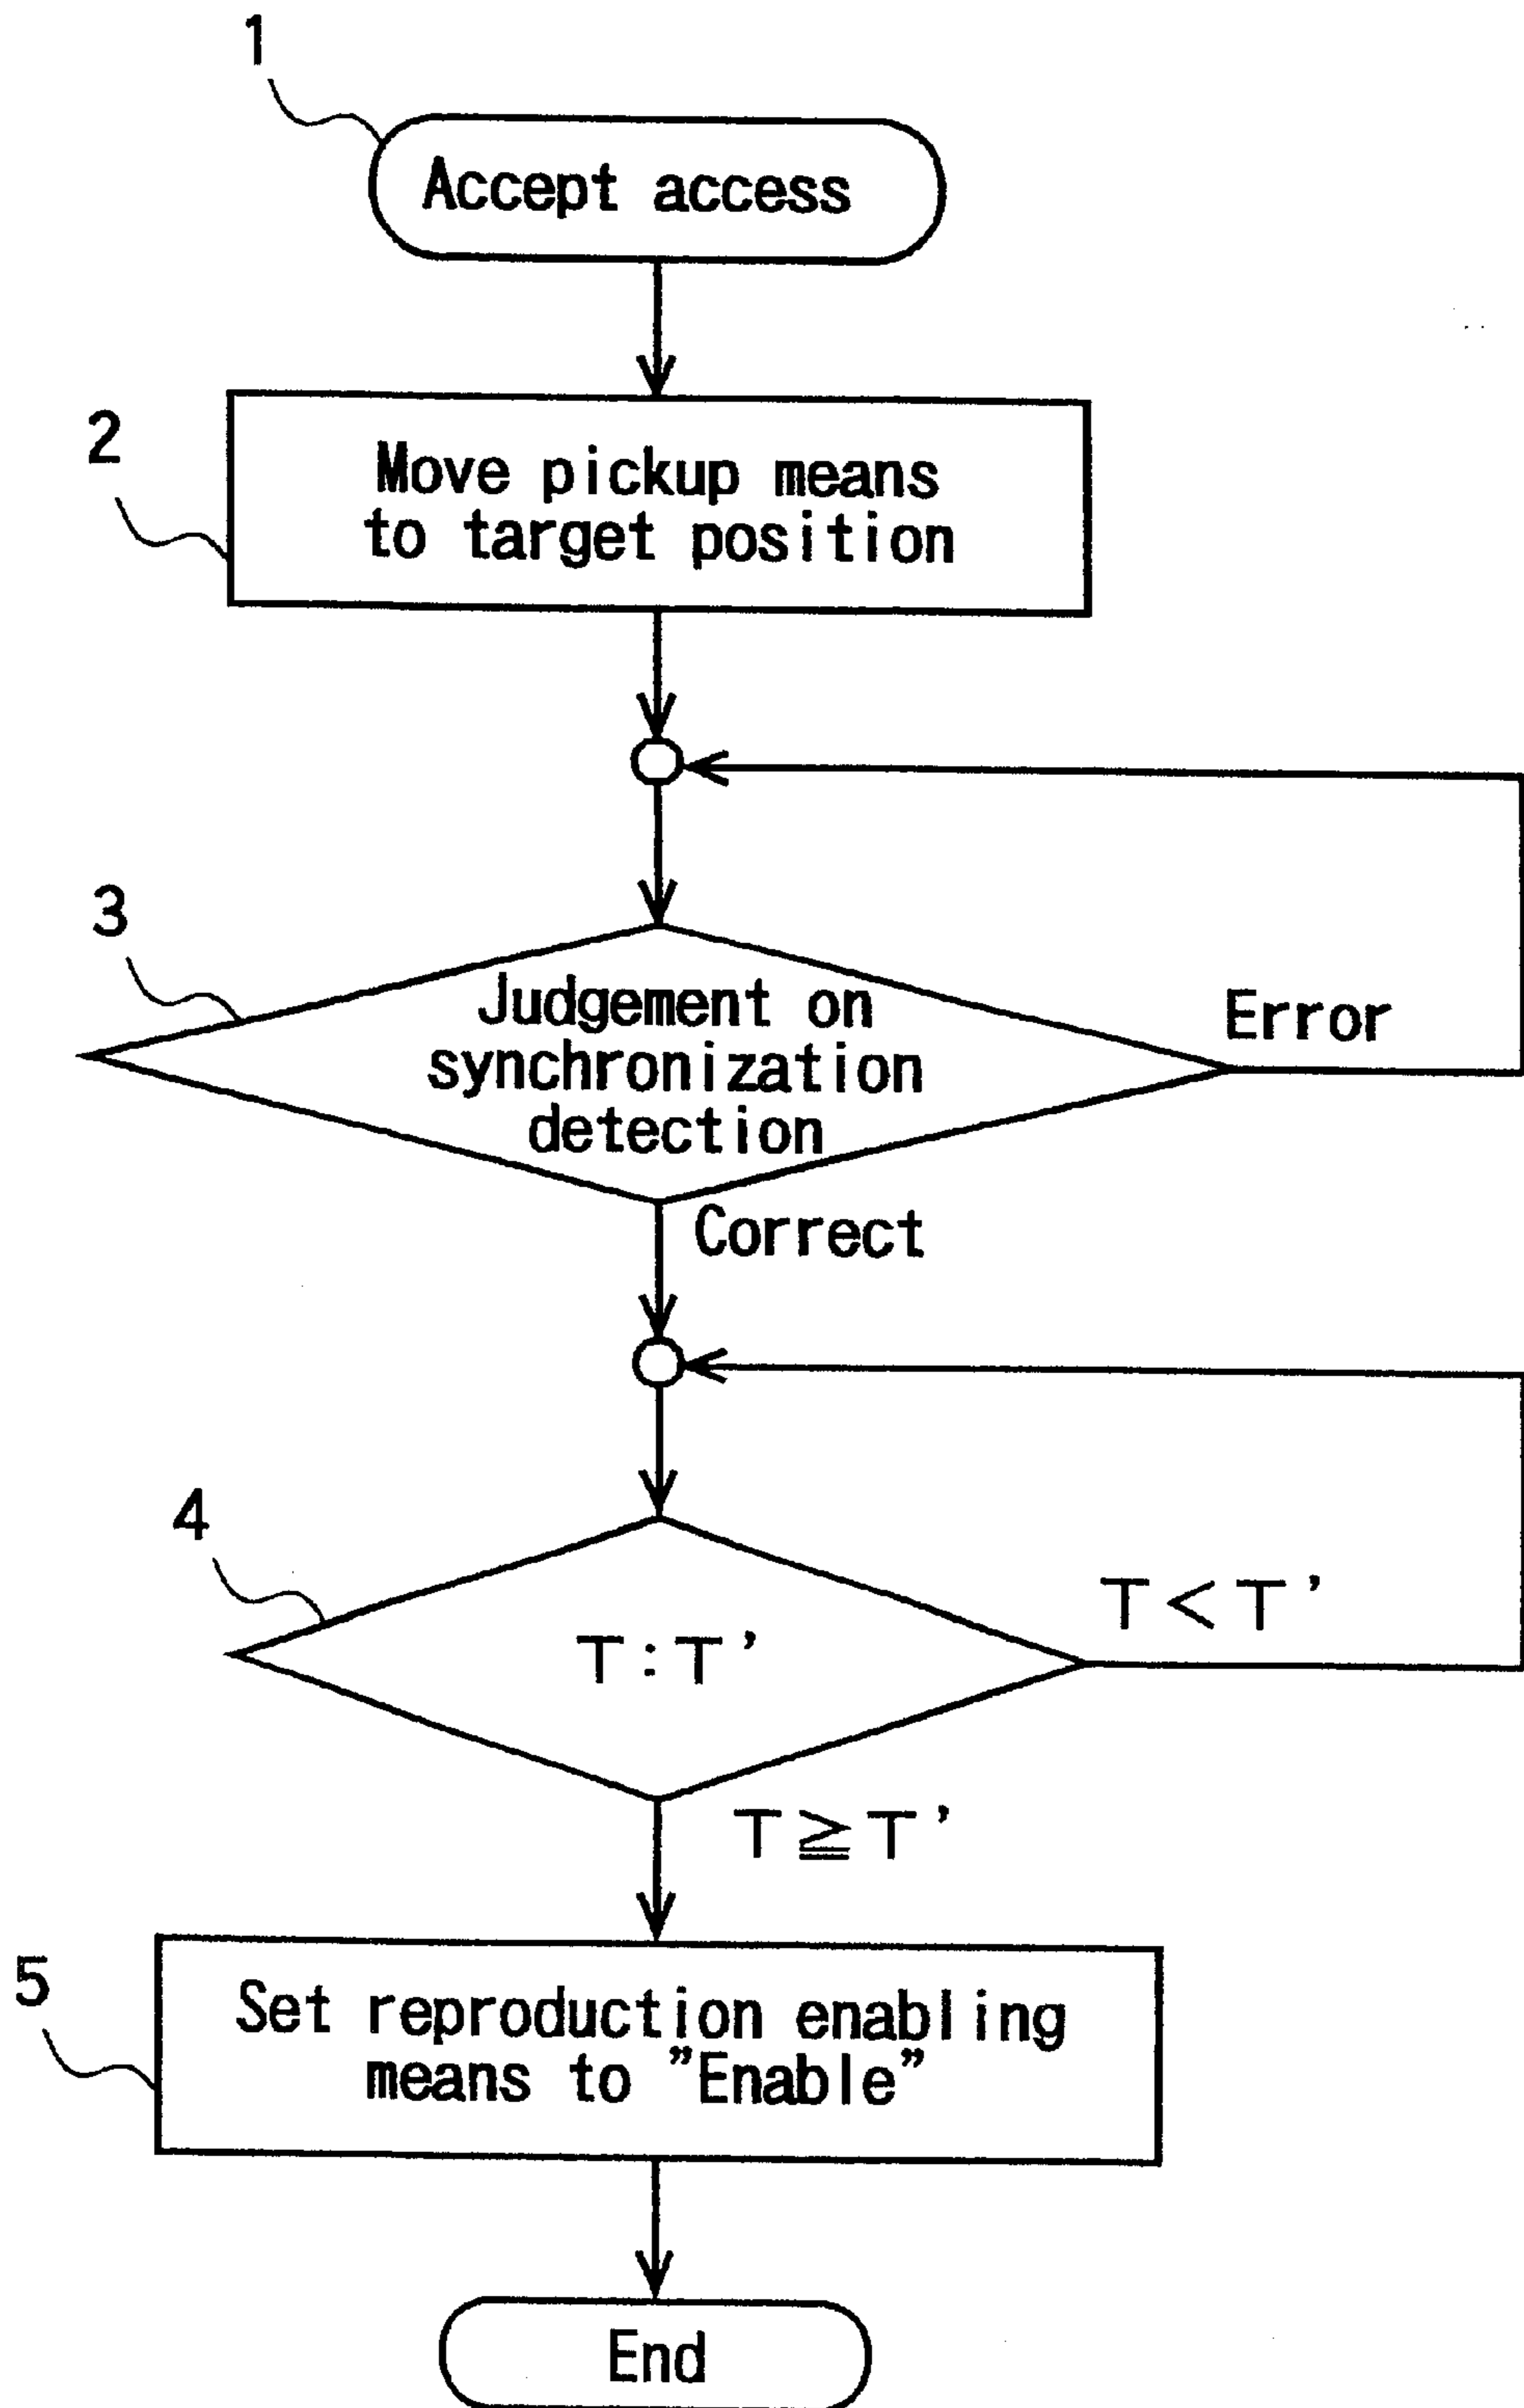 1
Accept access
2
Move pickup means
to target position
3
Judgement on
synchronization
detection
Error
Correct
4
T:T'
T<T'
T≧T'
5
Set reproduction enabling
means to ”Enable”
End